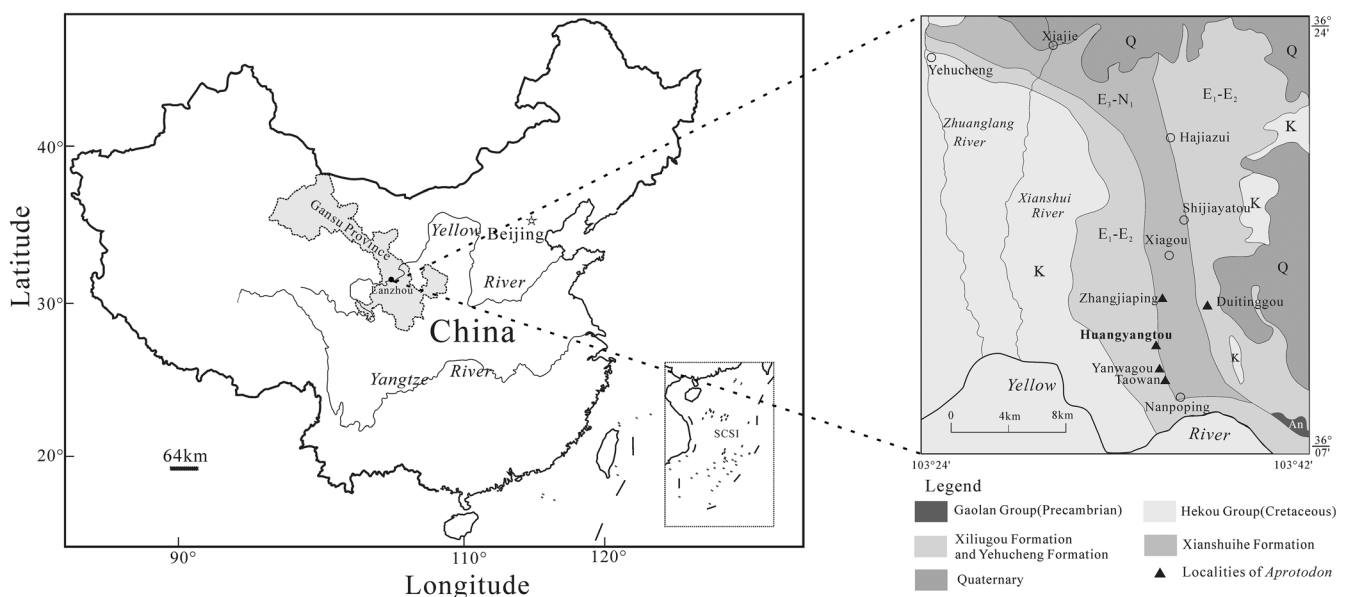 Latitude
40°
30°
20°
90°
110°
120°
Longitude
Gansu Province
Lanzhou
Yellow
River
Beijing
China
Yangtze
River
64km
SCSI
36°
24'
Xiajie
Yehucheng
Q
Q
E₃-N₁
E₁-E₂
Zhuanglang
River
Hajiazui
K
Xianshui
River
Shijiayatou
K
E₁-E₂
Xiagou
K
Q
Zhangjiaping
Duitinggou
Huangyangtou
K
Yanwagou
Taowan
Yellow
Nanpoping
0 4km 8km
River
An
36°
07'
103°24'
103°42'
Legend
Gaolan Group(Precambrian)
Hekou Group(Cretaceous)
Xiliugou Formation
and Yehucheng Formation
Xianshuihe Formation
Quaternary
Localities of Aprotodon